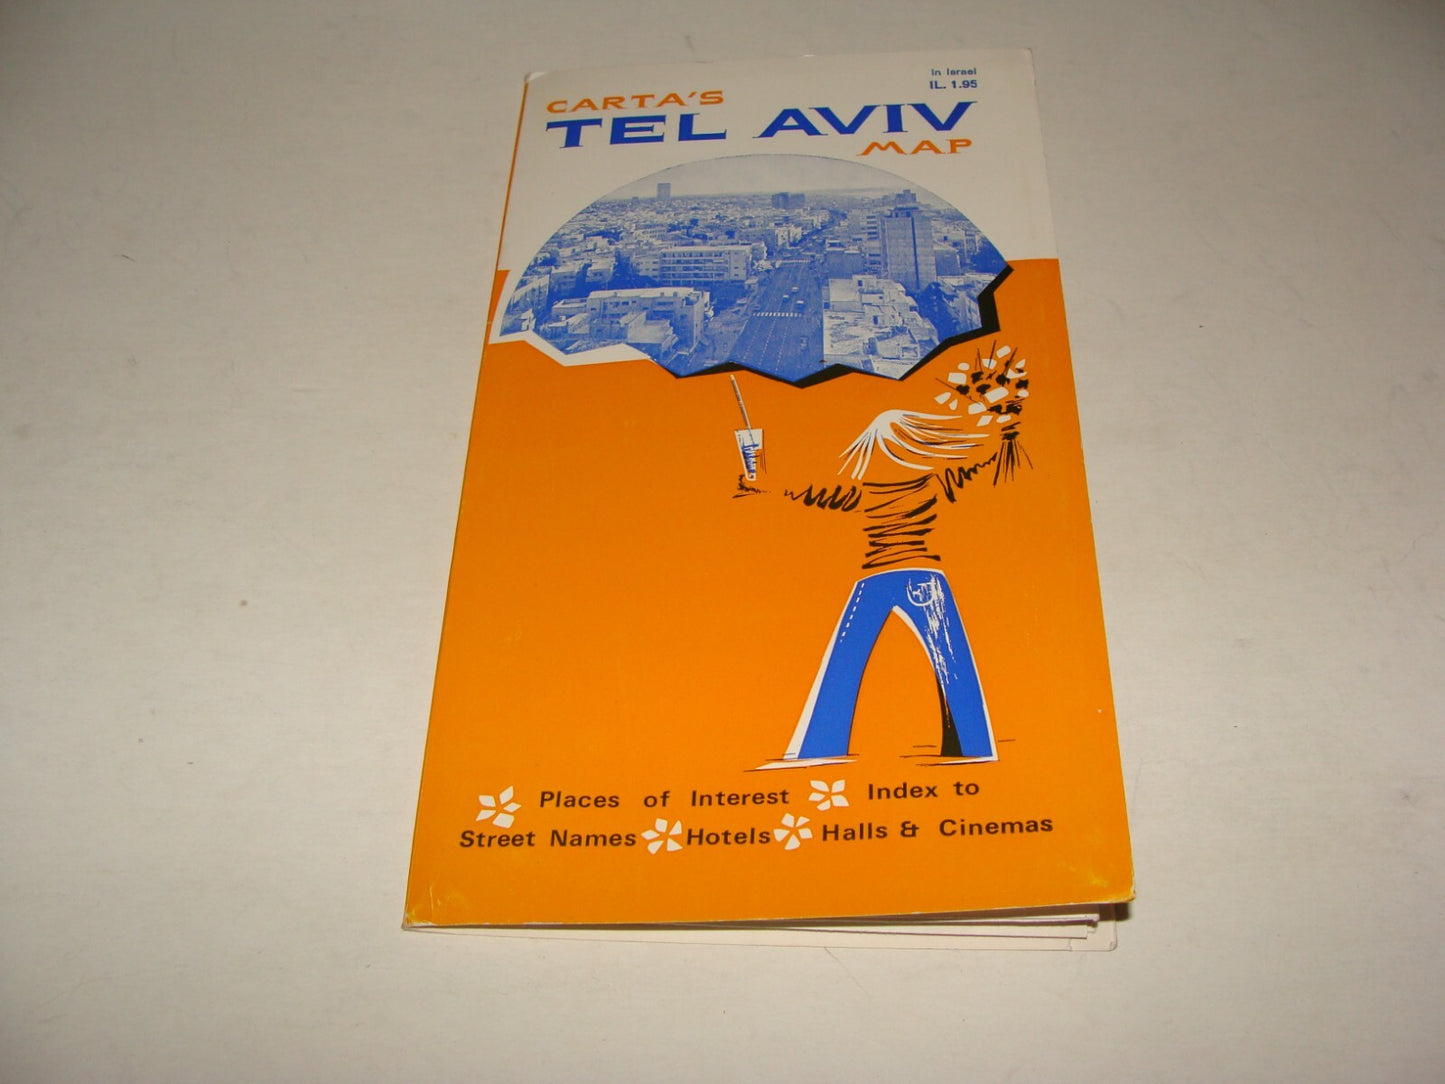 In Israel
IL. 1.95
CARTA'S
TEL AVIV
MAP
Places of Interest Index to
Street Names Hotels Halls & Cinemas